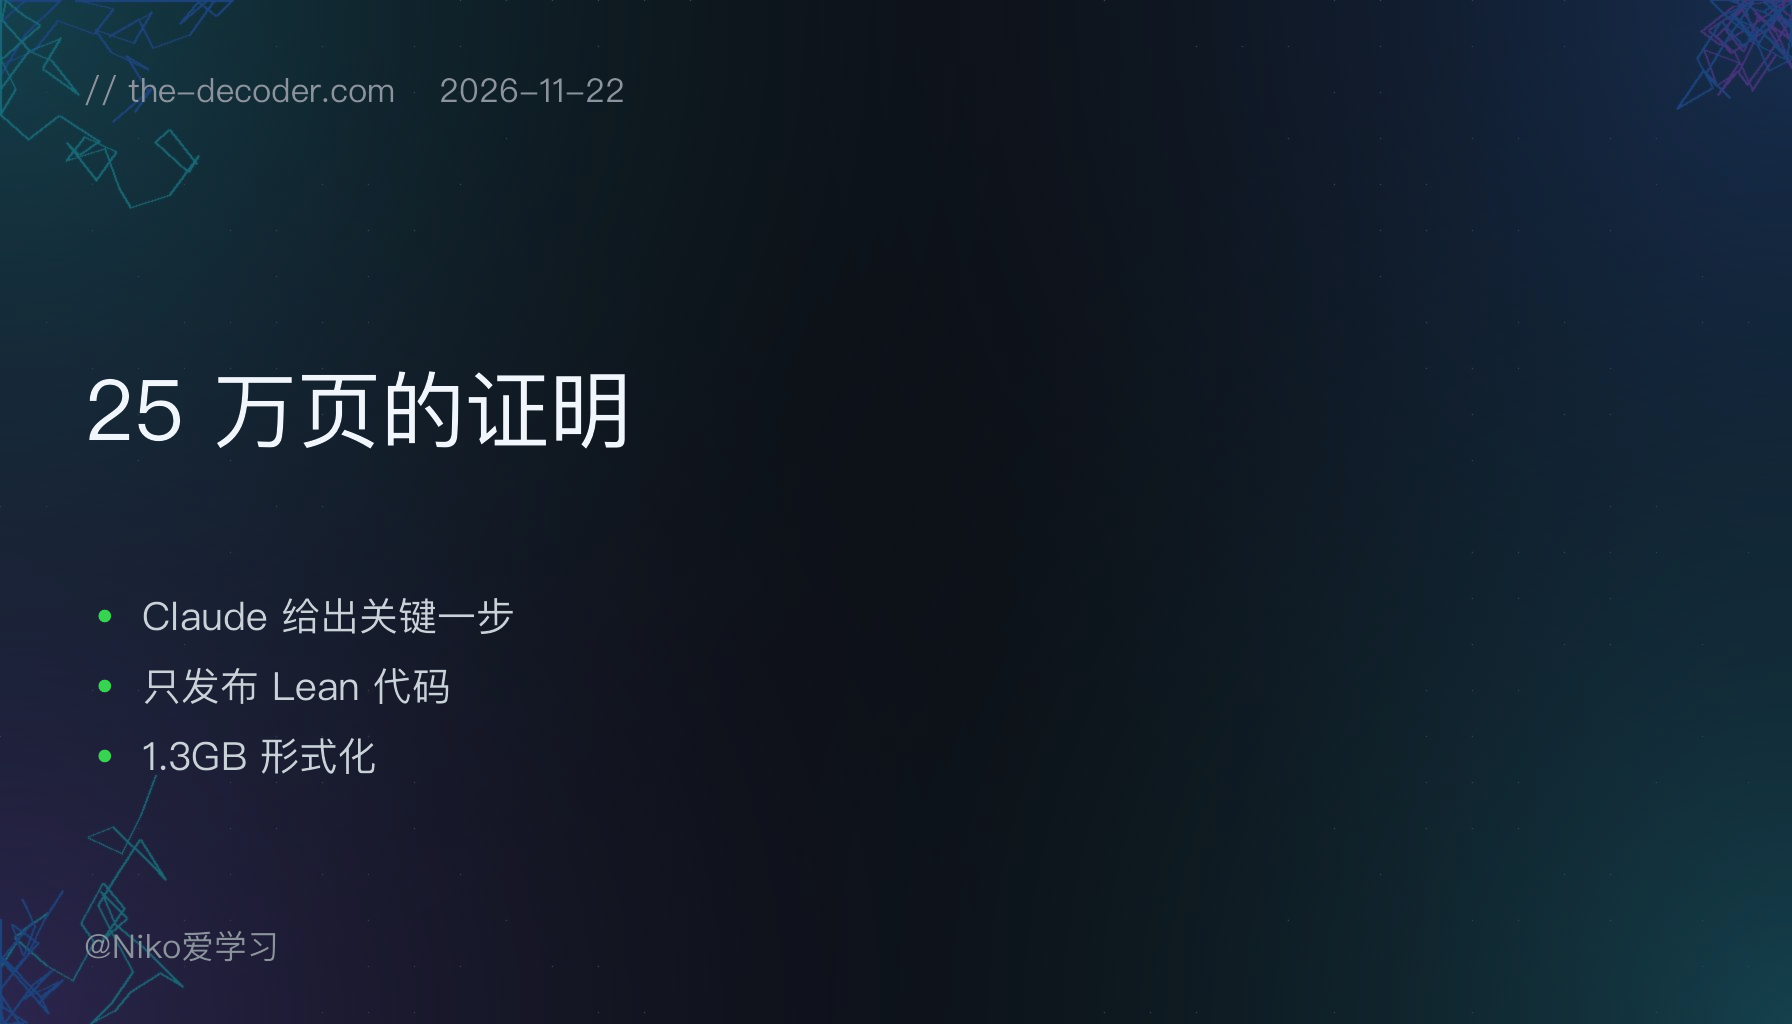 // the-decoder.com 2026-11-22
25 万页的证明
• Claude 给出关键一步
• 只发布 Lean 代码
• 1.3GB 形式化
@Niko爱学习